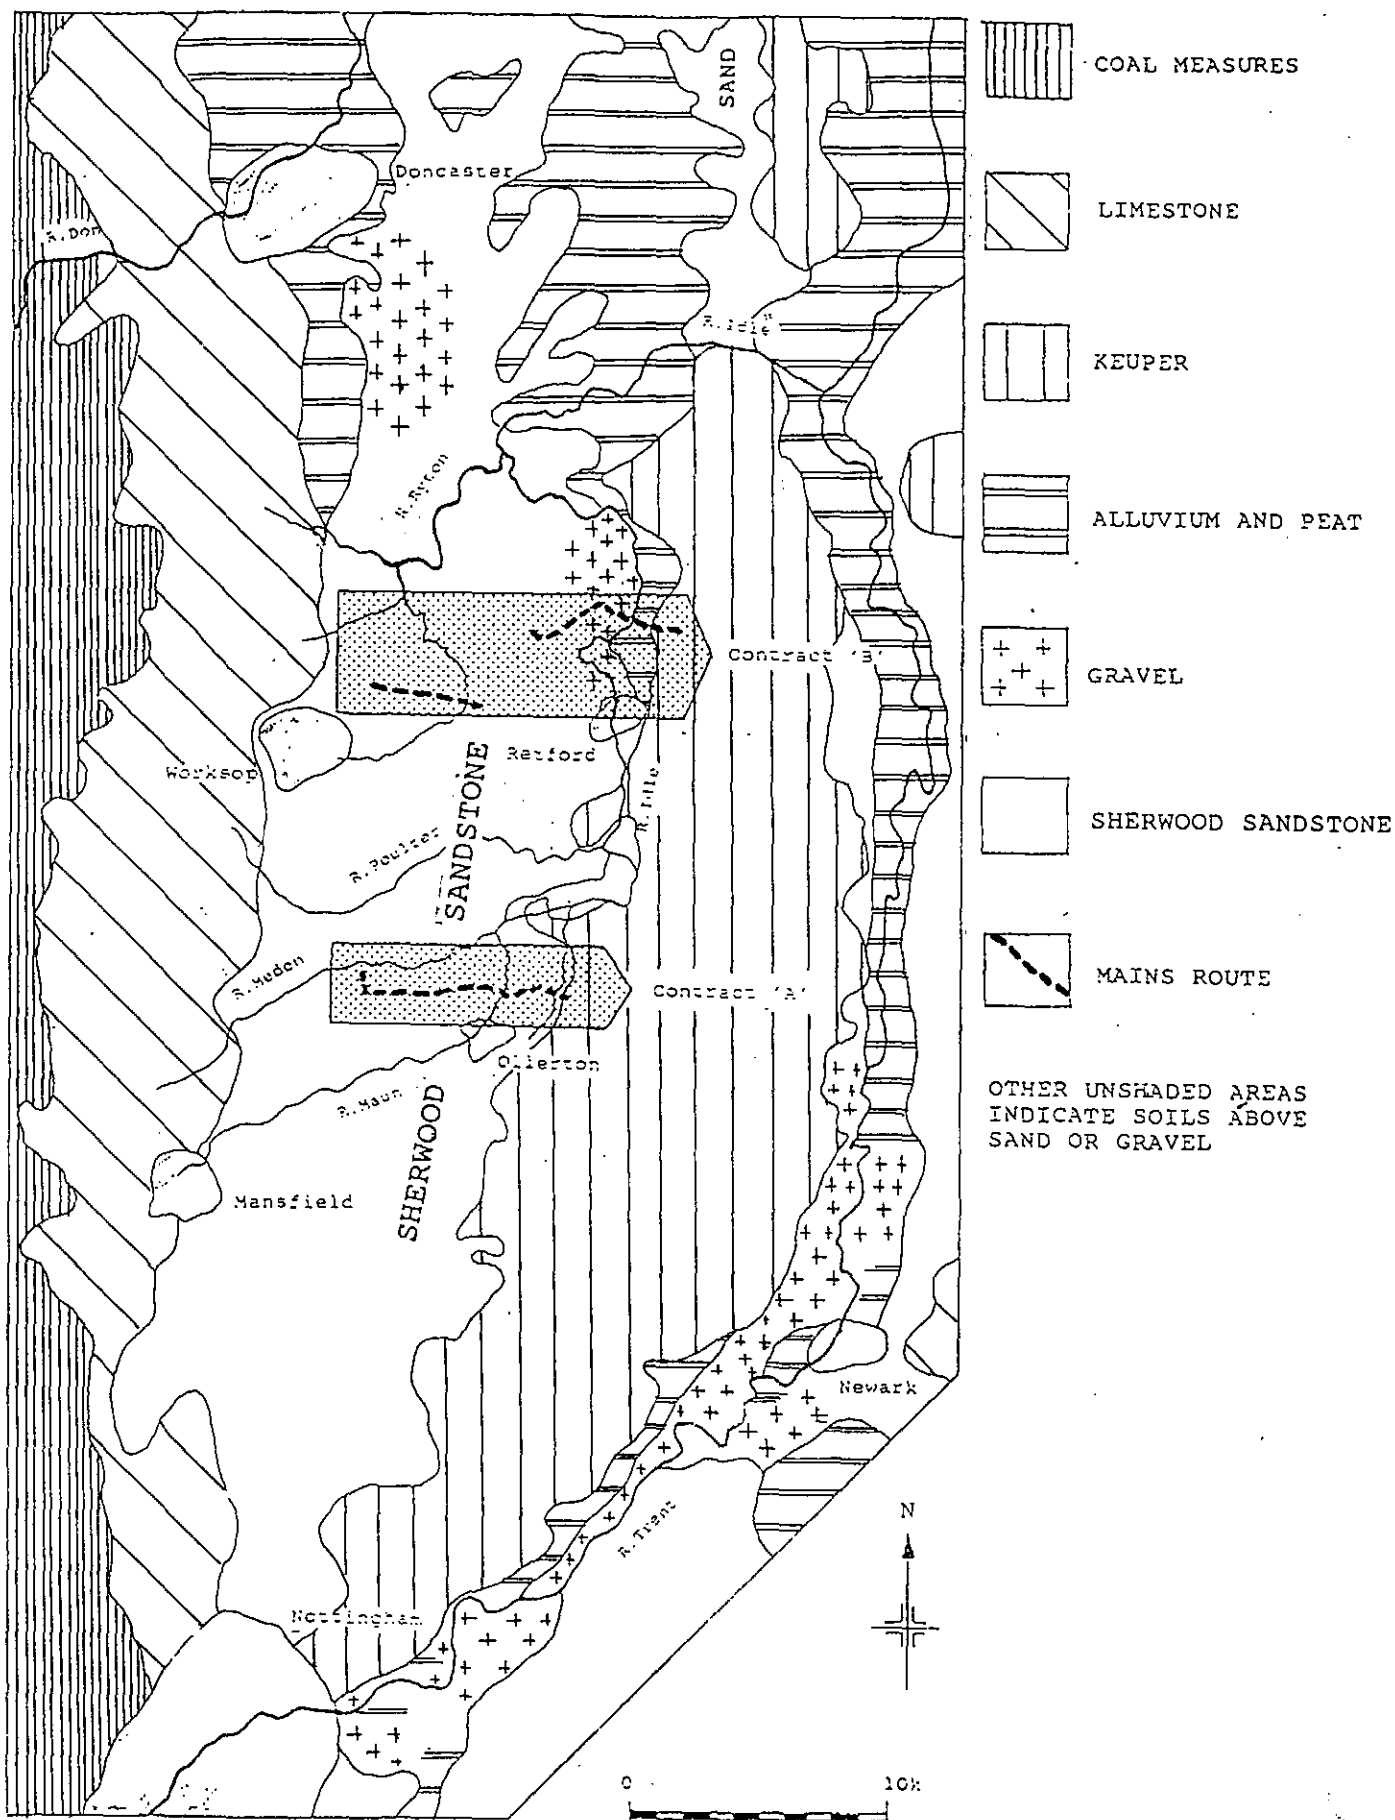 COAL MEASURES
SAND
Doncaster
R.Don
LIMESTONE
R.Idle
KEUPER
R.Ryton
ALLUVIUM AND PEAT
Contract 'B'
GRAVEL
Retford
Worksop
R.Idle
SHERWOOD SANDSTONE
R.Poulter
SANDSTONE
R.Meden
Contract 'A'
MAINS ROUTE
Ollerton
R.Maun
SHERWOOD
OTHER UNSHADED AREAS
INDICATE SOILS ABOVE
SAND OR GRAVEL
Mansfield
Newark
N
R.Trent
Nottingham
0
10k